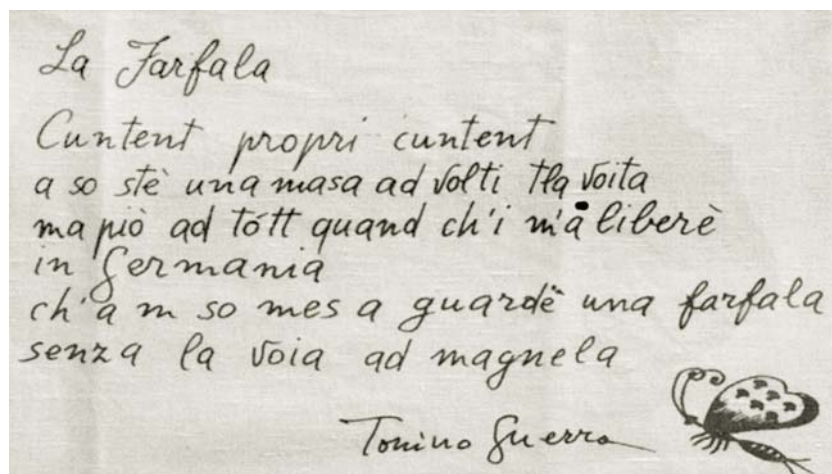 La Farfala
Cuntent propri cuntent
a so stè una masa ad volti tla voita
ma piò ad tótt quand ch'i m'à liberè
in Germania
ch'a m so mes a guardè una farfala
senza la voia ad magnela
Tonino Guerra